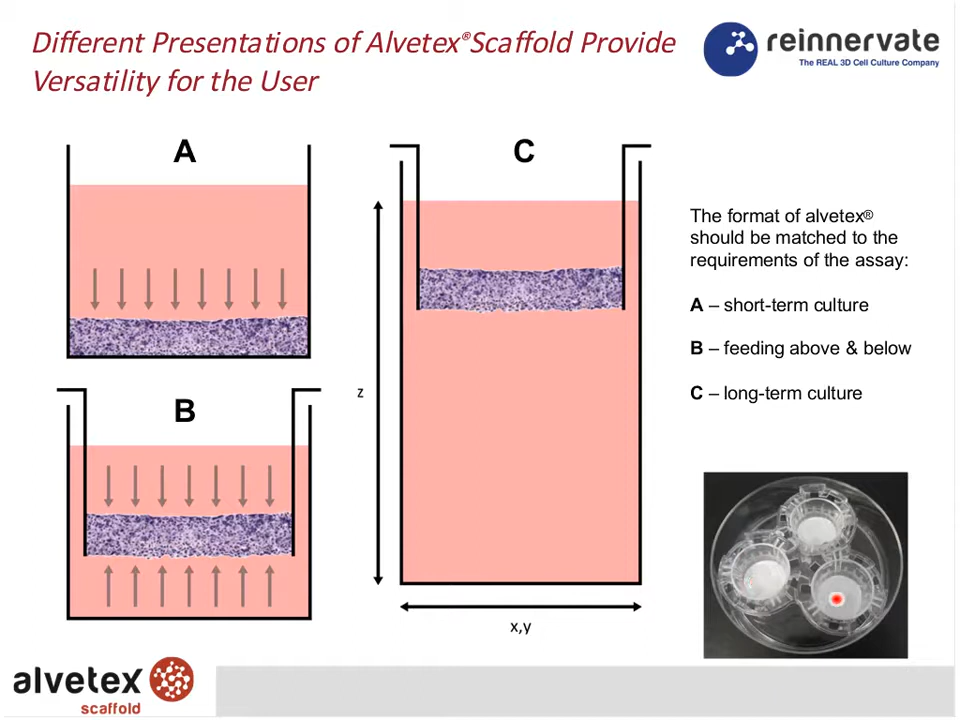 Different Presentations of Alvetex®Scaffold Provide
Versatility for the User
reinnervate
The REAL 3D Cell Culture Company
A
C
The format of alvetex®
should be matched to the
requirements of the assay:
A – short-term culture
B – feeding above & below
C – long-term culture
B
z
x,y
alvetex
scaffold